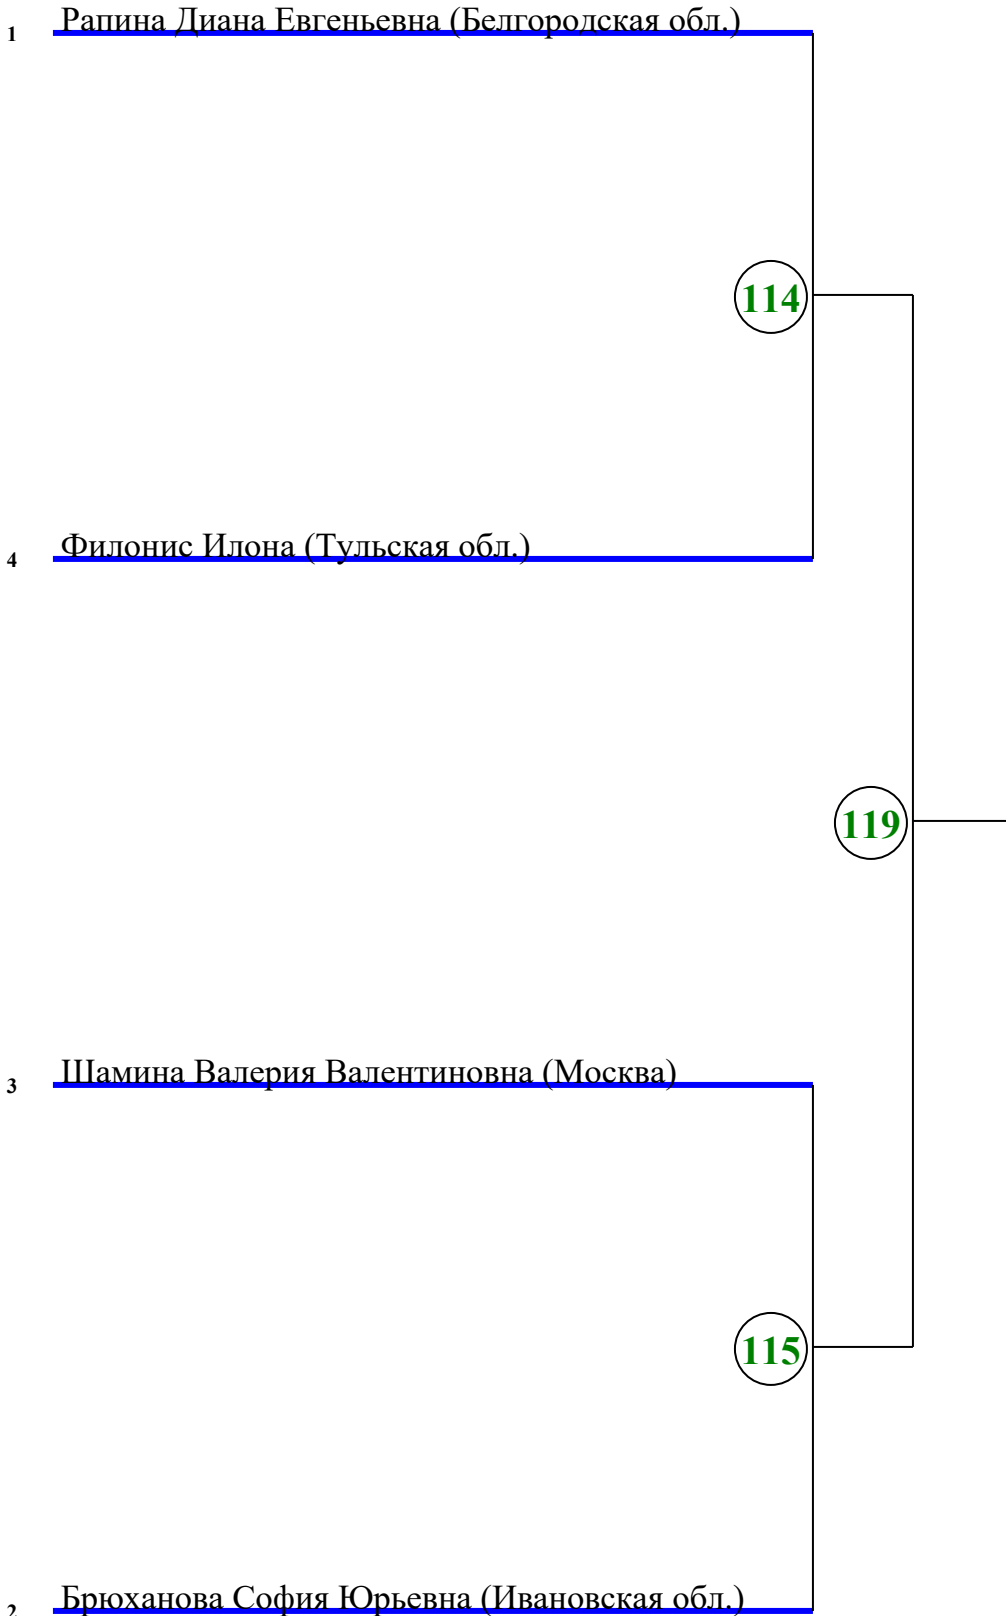 1 Рапина Диана Евгеньевна (Белгородская обл.)
114
4 Филонис Илона (Тульская обл.)
119
3 Шамина Валерия Валентиновна (Москва)
115
2 Брюханова София Юрьевна (Ивановская обл.)